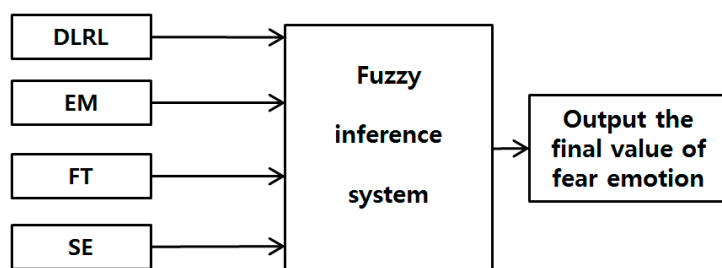 DLRL
EM
FT
SE
Fuzzy
inference
system
Output the
final value of
fear emotion